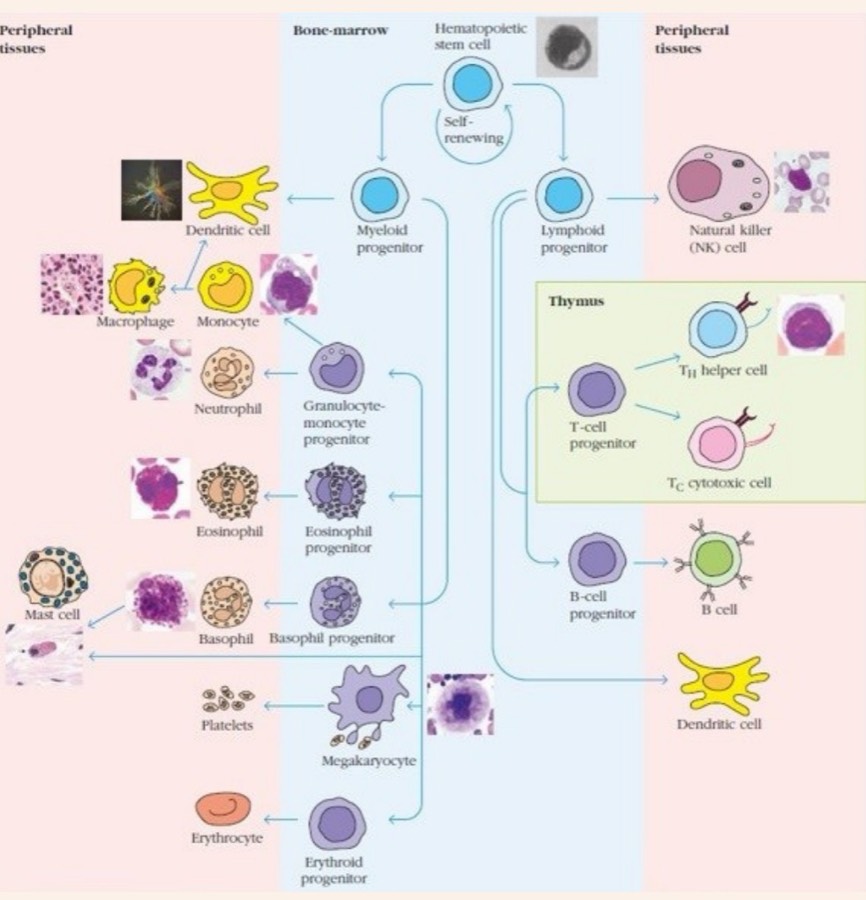 Peripheral
tissues
Bone-marrow
Hematopoietic
stem cell
Peripheral
tissues
Self-
renewing
Dendritic cell
Myeloid
progenitor
Lymphoid
progenitor
Natural killer
(NK) cell
Macrophage
Monocyte
Thymus
TH helper cell
Neutrophil
Granulocyte-
monocyte
progenitor
T-cell
progenitor
TC cytotoxic cell
Eosinophil
Eosinophil
progenitor
Mast cell
Basophil
Basophil progenitor
B-cell
progenitor
B cell
Platelets
Megakaryocyte
Dendritic cell
Erythrocyte
Erythroid
progenitor